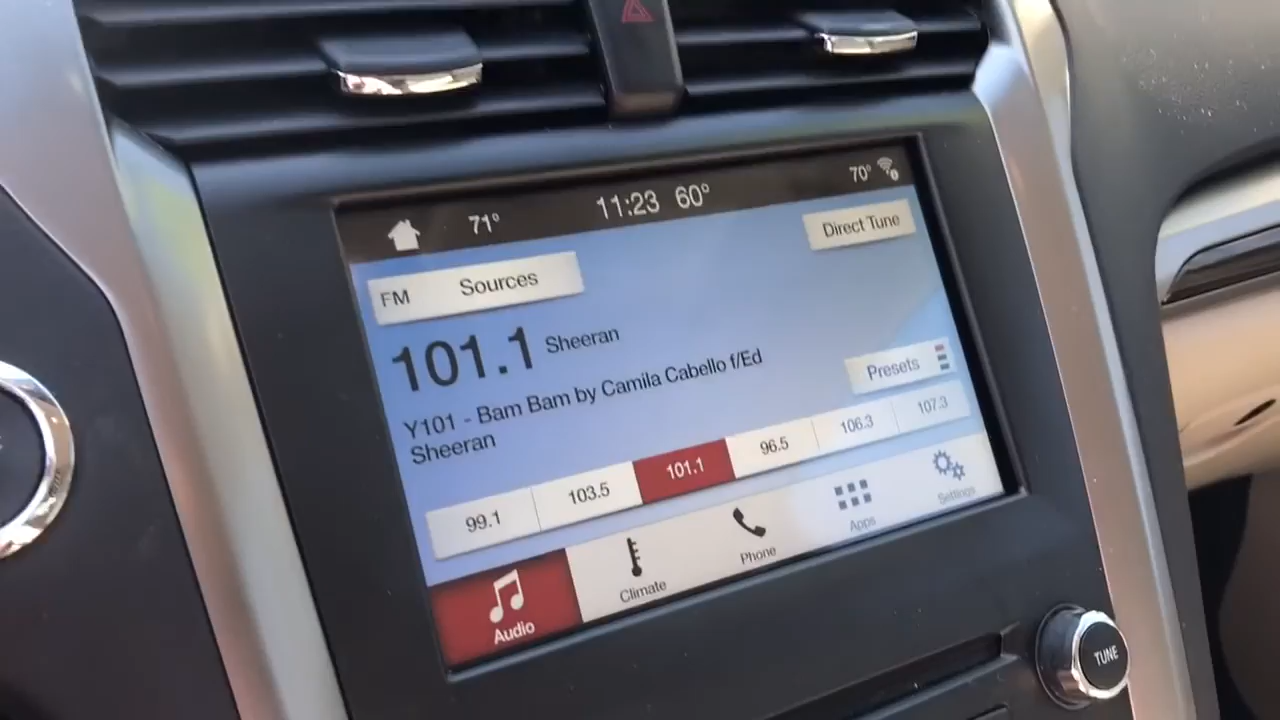 71° 11:23 60° 70°
FM Sources Direct Tune
101.1 Sheeran
Y101 - Bam Bam by Camila Cabello f/Ed
Sheeran
Presets
99.1 103.5 101.1 96.5 106.3 107.3
Audio Climate Phone Apps Settings
TUNE